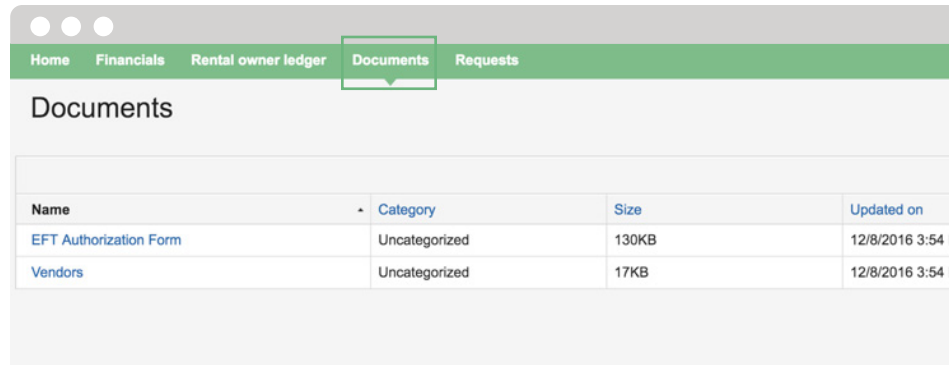 Home Financials Rental owner ledger Documents Requests
Documents
Name Category Size Updated on
EFT Authorization Form Uncategorized 130KB 12/8/2016 3:54
Vendors Uncategorized 17KB 12/8/2016 3:54